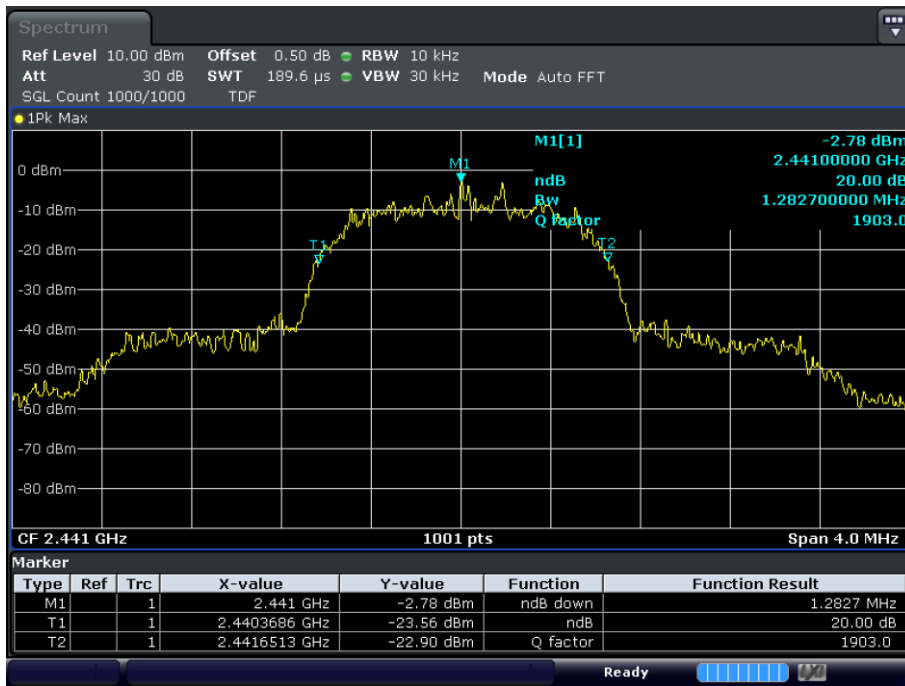 Spectrum
Ref Level 10.00 dBm Offset 0.50 dB RBW 10 kHz
Att 30 dB SWT 189.6 µs VBW 30 kHz Mode Auto FFT
SGL Count 1000/1000 TDF
1Pk Max
M1[1] -2.78 dBm
2.44100000 GHz
ndB 20.00 dB
Bw 1.282700000 MHz
Q factor 1903.0
M1
T1
T2
0 dBm
-10 dBm
-20 dBm
-30 dBm
-40 dBm
-50 dBm
-60 dBm
-70 dBm
-80 dBm
CF 2.441 GHz 1001 pts Span 4.0 MHz
Marker
Type Ref Trc X-value Y-value Function Function Result
M1 1 2.441 GHz -2.78 dBm ndB down 1.2827 MHz
T1 1 2.4403686 GHz -23.56 dBm ndB 20.00 dB
T2 1 2.4416513 GHz -22.90 dBm Q factor 1903.0
Ready LXI